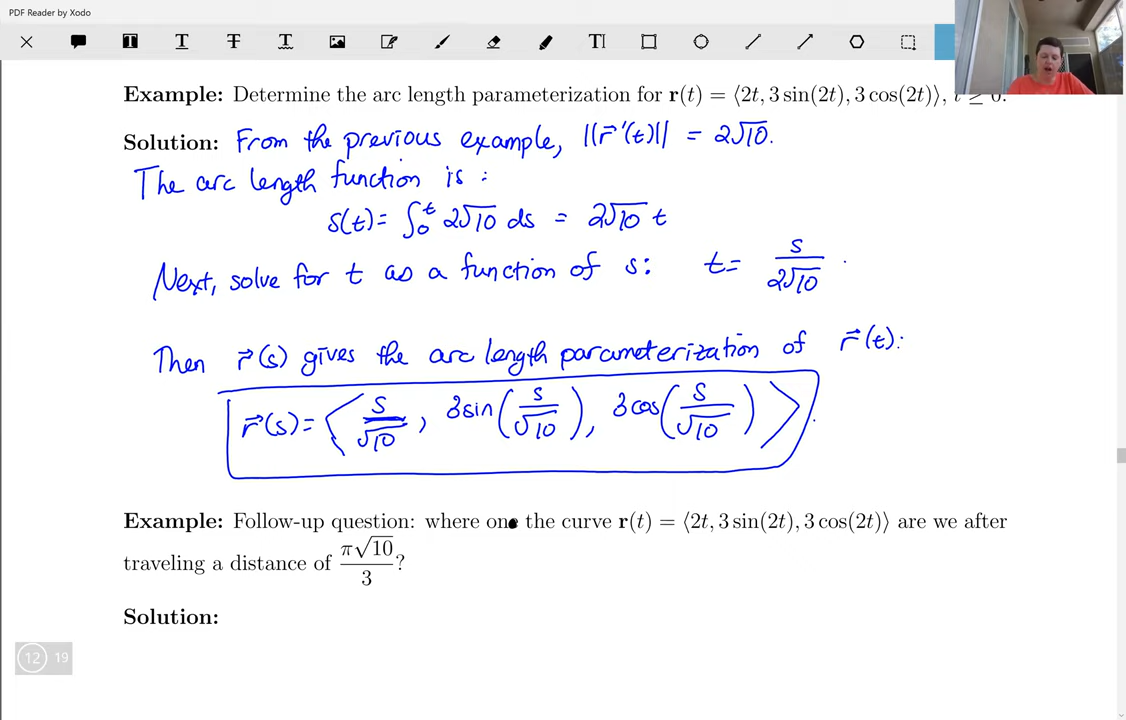 PDF Reader by Xodo
Example: Determine the arc length parameterization for r(t) = ⟨2t, 3 sin(2t), 3 cos(2t)⟩, t ≥ 0.
Solution: From the previous example, ||r⃗'(t)|| = 2√10.
The arc length function is :
s(t) = ∫₀ᵗ 2√10 ds = 2√10 t
Next, solve for t as a function of s: t = s/(2√10) .
Then r⃗(s) gives the arc length parameterization of r⃗(t):
r⃗(s) = ⟨ s/√10 , 3sin(s/√10), 3cos(s/√10) ⟩.
Example: Follow-up question: where on the curve r(t) = ⟨2t, 3 sin(2t), 3 cos(2t)⟩ are we after
traveling a distance of π√10/3?
Solution:
12 19